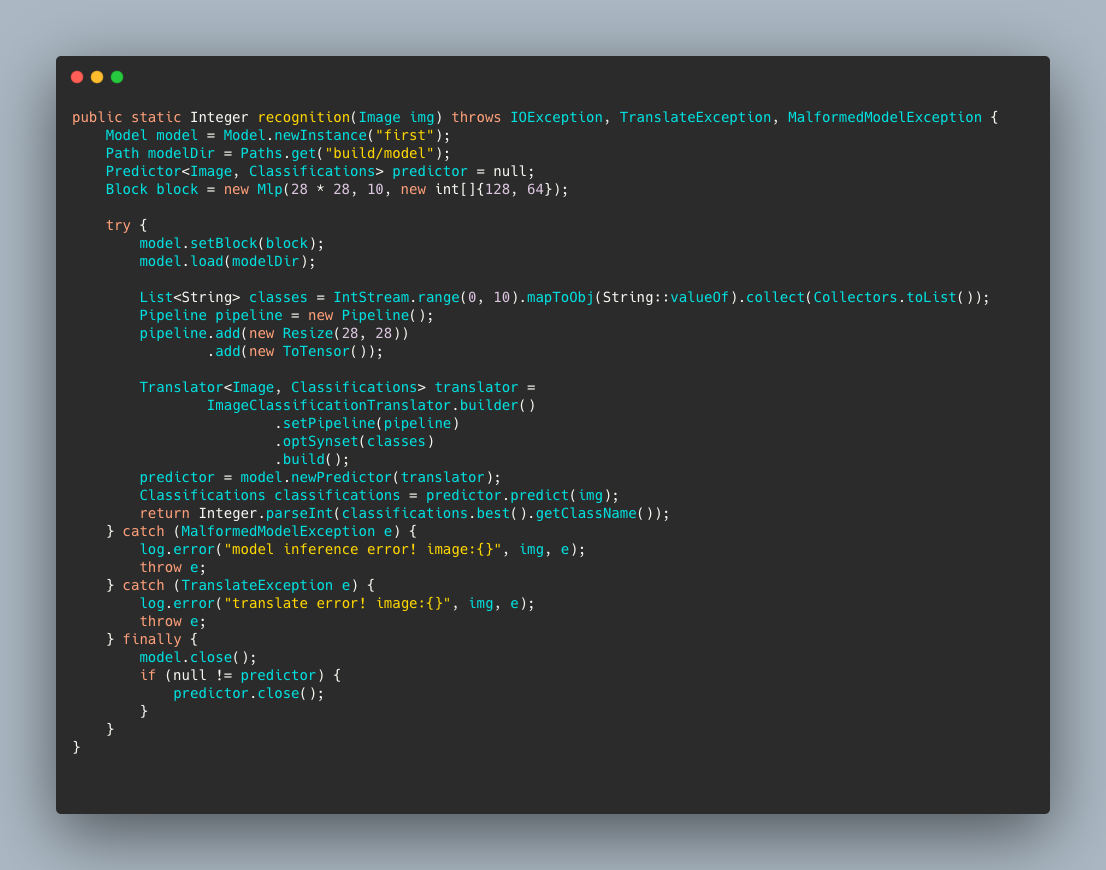 public static Integer recognition(Image img) throws IOException, TranslateException, MalformedModelException {
    Model model = Model.newInstance("first");
    Path modelDir = Paths.get("build/model");
    Predictor<Image, Classifications> predictor = null;
    Block block = new Mlp(28 * 28, 10, new int[]{128, 64});

    try {
        model.setBlock(block);
        model.load(modelDir);

        List<String> classes = IntStream.range(0, 10).mapToObj(String::valueOf).collect(Collectors.toList());
        Pipeline pipeline = new Pipeline();
        pipeline.add(new Resize(28, 28))
                .add(new ToTensor());

        Translator<Image, Classifications> translator =
                ImageClassificationTranslator.builder()
                        .setPipeline(pipeline)
                        .optSynset(classes)
                        .build();
        predictor = model.newPredictor(translator);
        Classifications classifications = predictor.predict(img);
        return Integer.parseInt(classifications.best().getClassName());
    } catch (MalformedModelException e) {
        log.error("model inference error! image:{}", img, e);
        throw e;
    } catch (TranslateException e) {
        log.error("translate error! image:{}", img, e);
        throw e;
    } finally {
        model.close();
        if (null != predictor) {
            predictor.close();
        }
    }
}